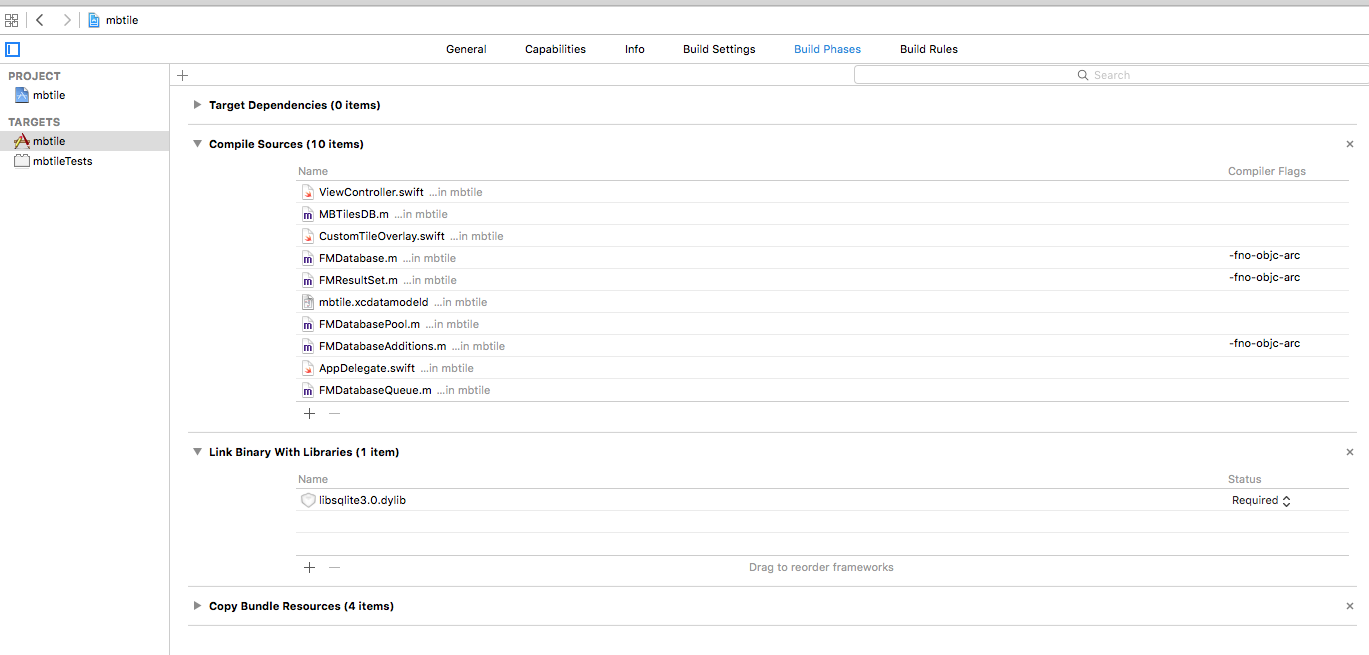 mbtile
General Capabilities Info Build Settings Build Phases Build Rules
PROJECT
mbtile
TARGETS
mbtile
mbtileTests
Search
Target Dependencies (0 items)
Compile Sources (10 items)
Name Compiler Flags
ViewController.swift ...in mbtile
MBTilesDB.m ...in mbtile
CustomTileOverlay.swift ...in mbtile
FMDatabase.m ...in mbtile -fno-objc-arc
FMResultSet.m ...in mbtile -fno-objc-arc
mbtile.xcdatamodeld ...in mbtile
FMDatabasePool.m ...in mbtile
FMDatabaseAdditions.m ...in mbtile -fno-objc-arc
AppDelegate.swift ...in mbtile
FMDatabaseQueue.m ...in mbtile
Link Binary With Libraries (1 item)
Name Status
libsqlite3.0.dylib Required
Drag to reorder frameworks
Copy Bundle Resources (4 items)